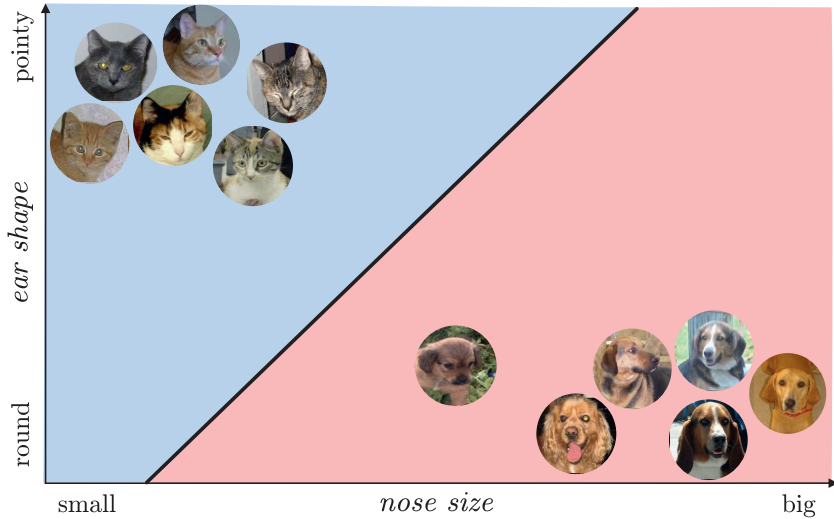 pointy
ear shape
round
small
nose size
big